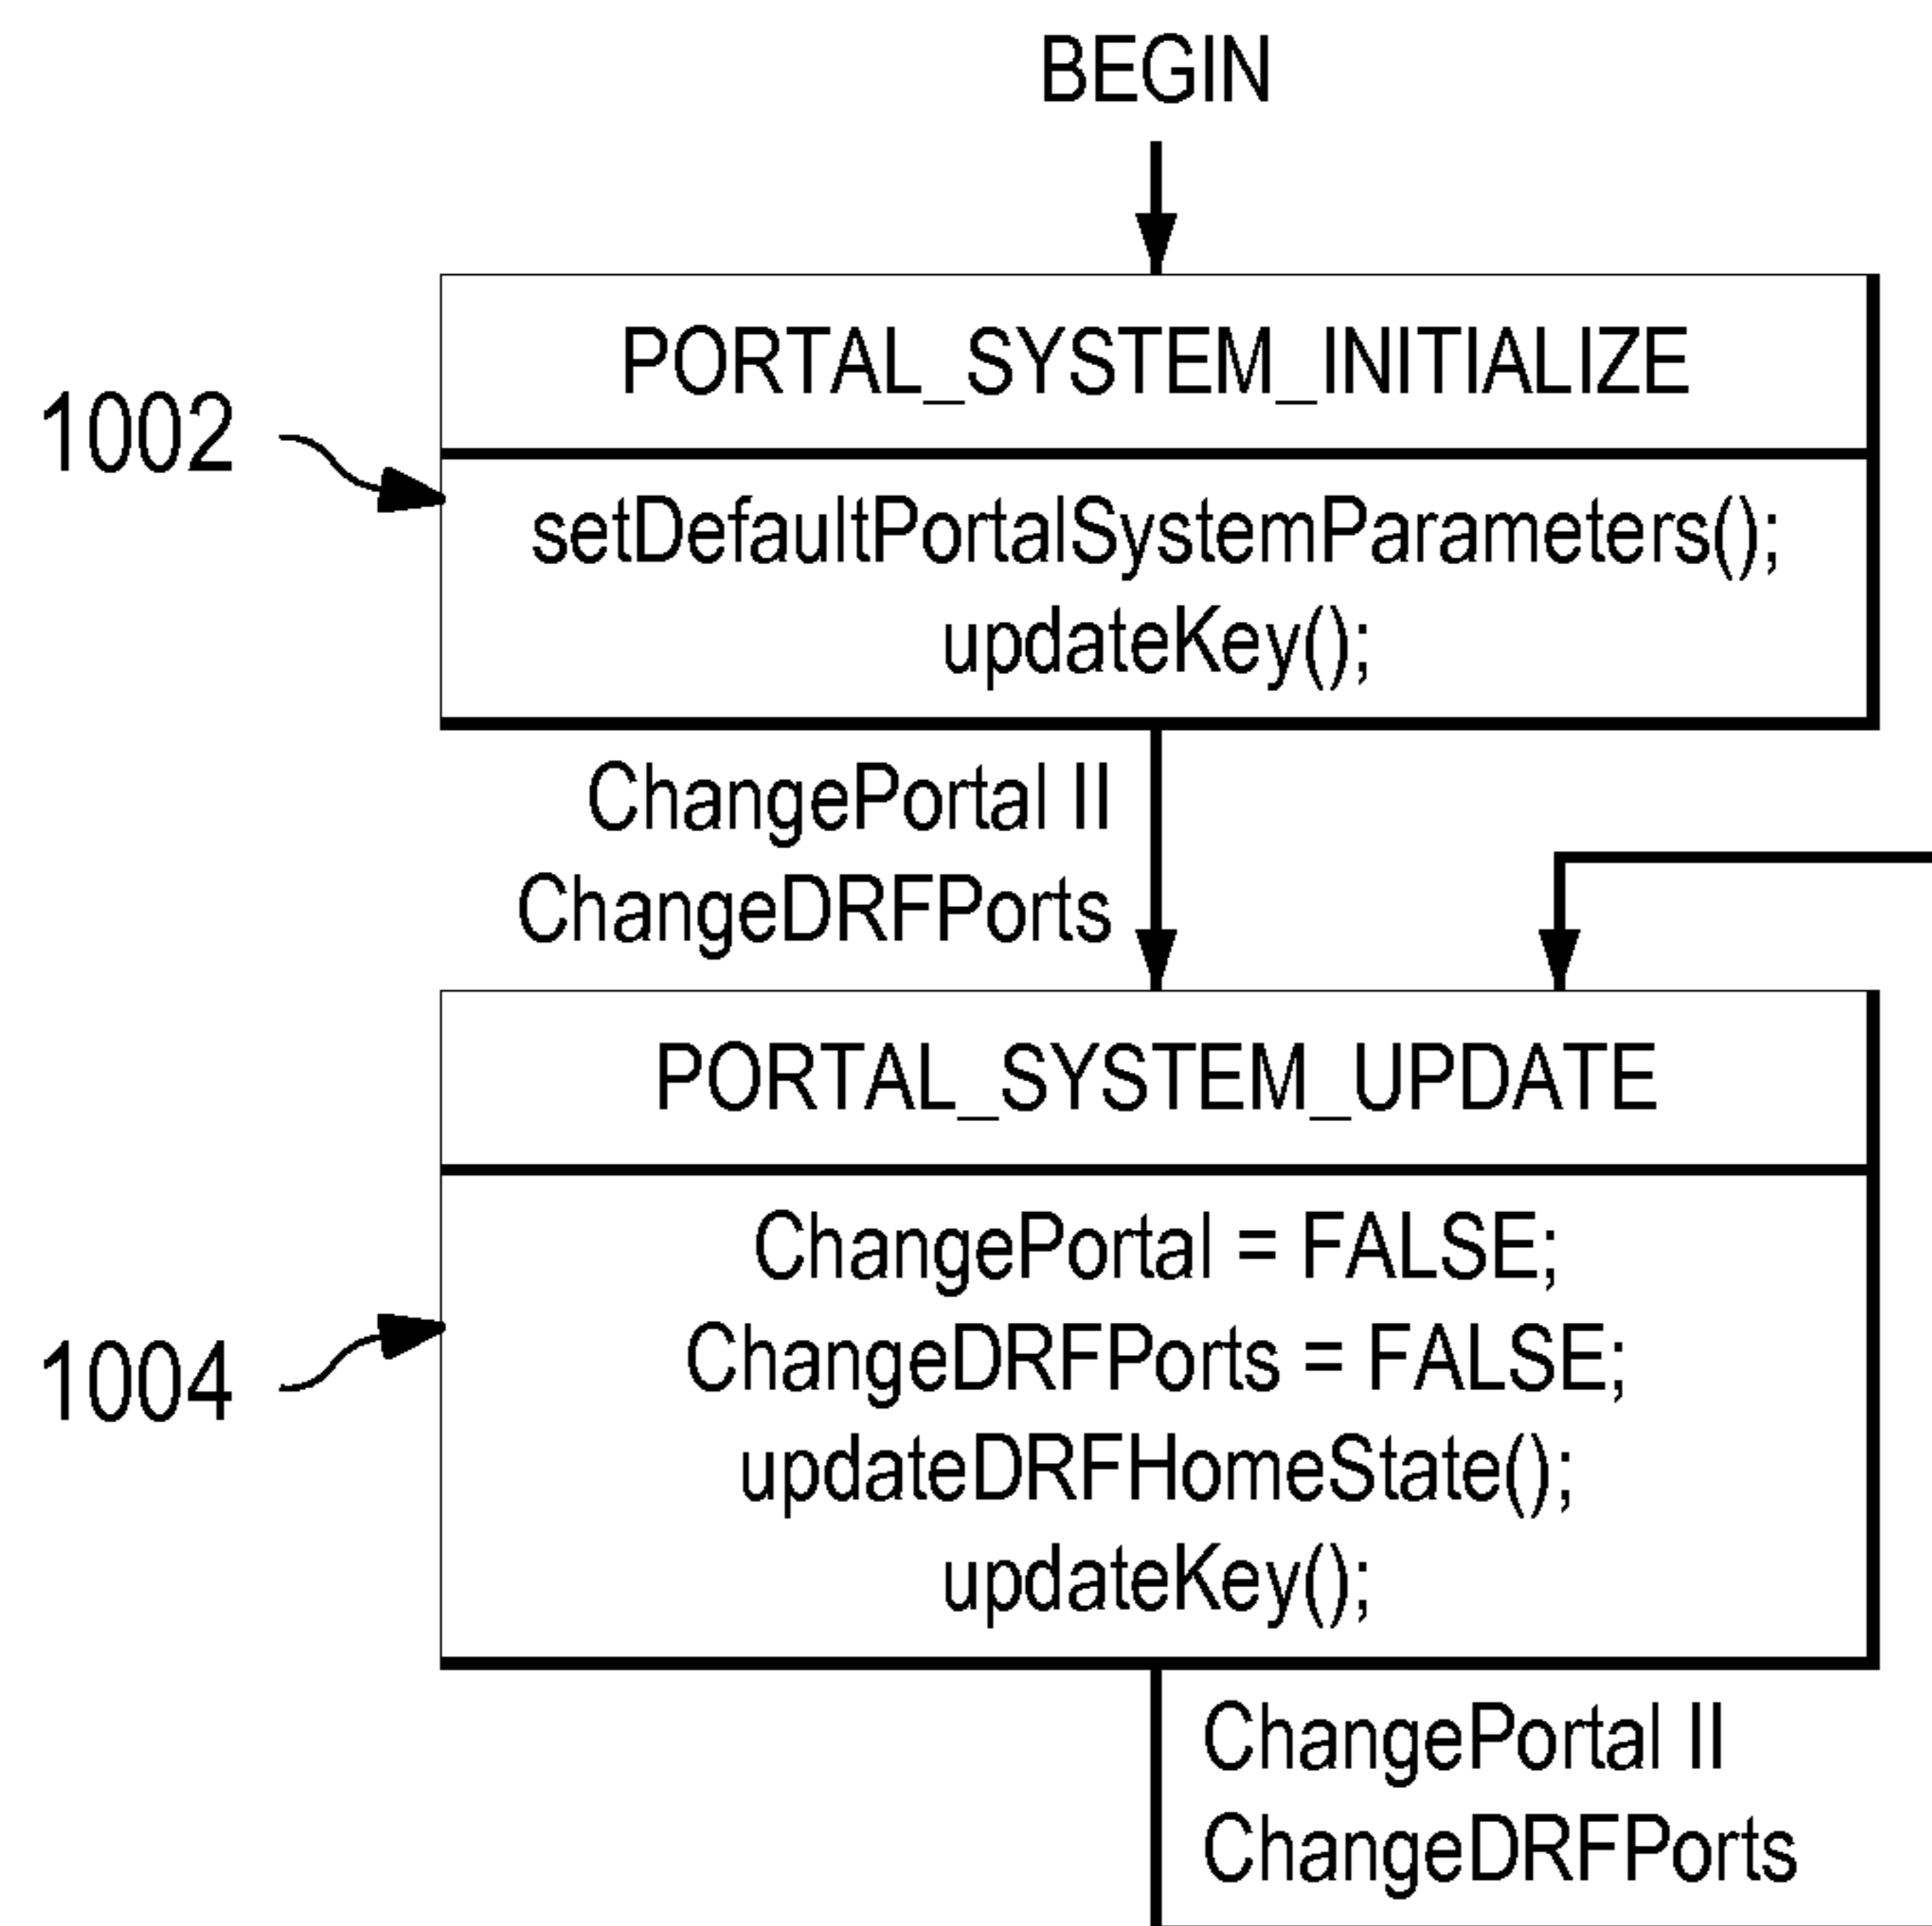 BEGIN
PORTAL_SYSTEM_INITIALIZE
1002
setDefaultPortalSystemParameters();
updateKey();
ChangePortal II
ChangeDRFPorts
PORTAL_SYSTEM_UPDATE
ChangePortal = FALSE;
ChangeDRFPorts = FALSE;
1004
updateDRFHomeState();
updateKey();
ChangePortal II
ChangeDRFPorts